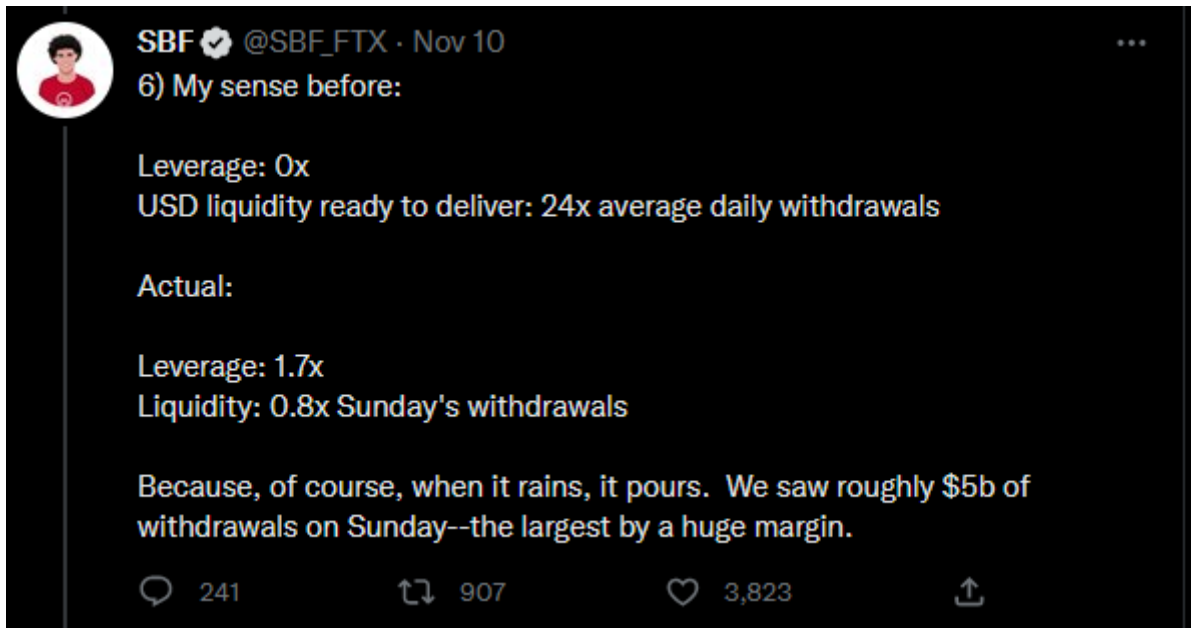 SBF @SBF_FTX · Nov 10
6) My sense before:
Leverage: 0x
USD liquidity ready to deliver: 24x average daily withdrawals
Actual:
Leverage: 1.7x
Liquidity: 0.8x Sunday's withdrawals
Because, of course, when it rains, it pours.  We saw roughly $5b of
withdrawals on Sunday--the largest by a huge margin.
241 907 3,823